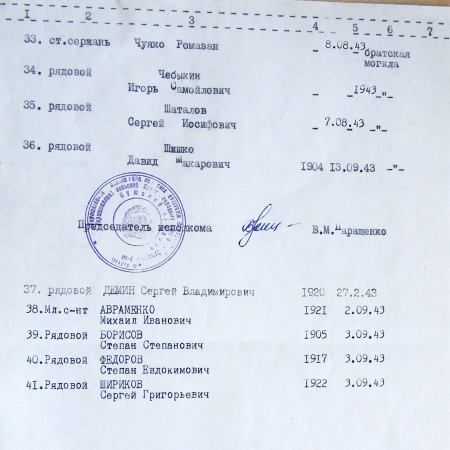 1 2 3 4 5 6 7
33. ст.сержань Чуяко Ромазан - 8.08.43 братская
могила
34. рядовой Чебыкин
Игорь Самойлович - 1943 -"-
35. рядовой Шаталов
Сергей Иосифович - 7.08.43 -"-
36. рядовой Шишко
Давид Макарович 1904 13.09.43 -"-
Председатель исполкома В.М.Чаращенко
37. рядовой ДЕМИН Сергей Владимирович 1920 27.2.43
38.Мл.с-нт АВРАМЕНКО 1921 2.09.43
Михаил Иванович
39.Рядовой БОРИСОВ 1905 3.09.43
Степан Степанович
40.Рядовой ФЕДОРОВ 1917 3.09.43
Степан Евдокимович
41.Рядовой ШИРИКОВ 1922 3.09.43
Сергей Григорьевич